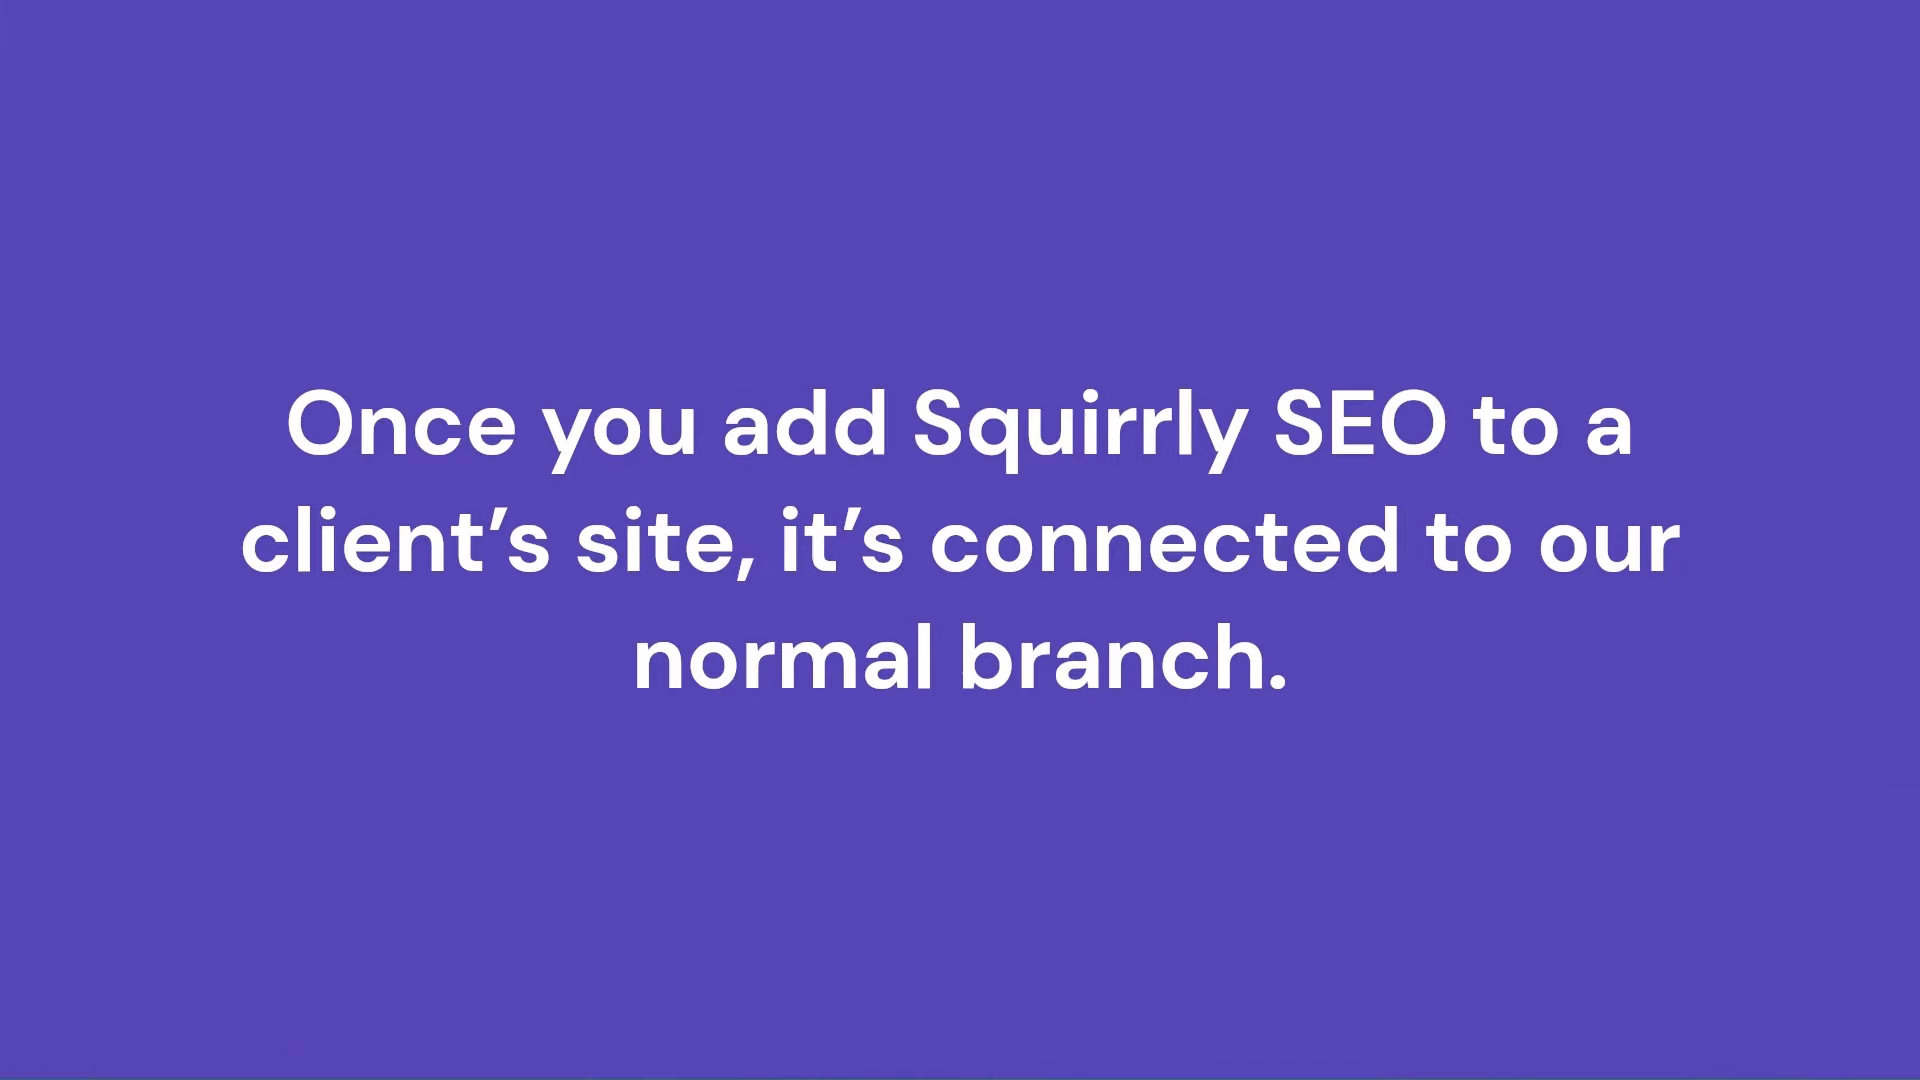 Once you add Squirrly SEO to a
client’s site, it’s connected to our
normal branch.